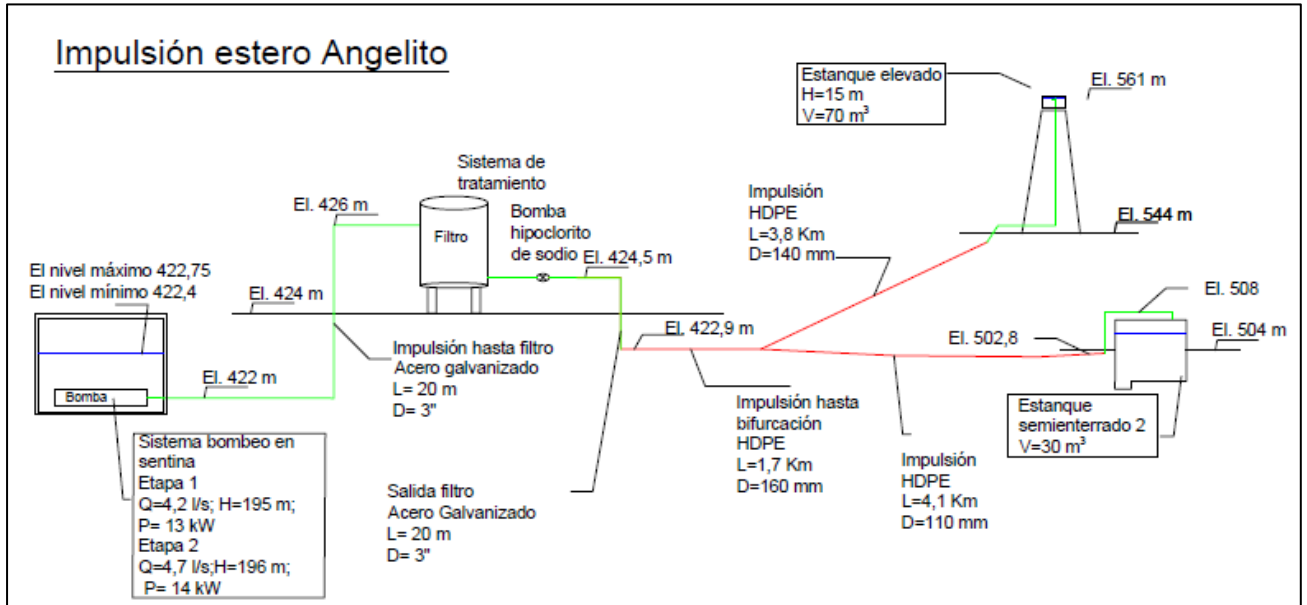 Impulsión estero Angelito
Estanque elevado
H=15 m
V=70 m³
El. 561 m
Sistema de
tratamiento
Bomba
hipoclorito
de sodio
Impulsión
HDPE
L=3,8 Km
D=140 mm
El. 426 m
Filtro
El. 424,5 m
El. 544 m
El nivel máximo 422,75
El nivel mínimo 422,4
El. 424 m
El. 508
El. 422,9 m
El. 502,8
El. 504 m
Bomba
El. 422 m
Impulsión hasta filtro
Acero galvanizado
L= 20 m
D= 3"
Impulsión hasta
bifurcación
HDPE
L=1,7 Km
D=160 mm
Estanque
semienterrado 2
V=30 m³
Sistema bombeo en
sentina
Etapa 1
Q=4,2 l/s; H=195 m;
P= 13 kW
Etapa 2
Q=4,7 l/s;H=196 m;
P= 14 kW
Salida filtro
Acero Galvanizado
L= 20 m
D= 3"
Impulsión
HDPE
L=4,1 Km
D=110 mm